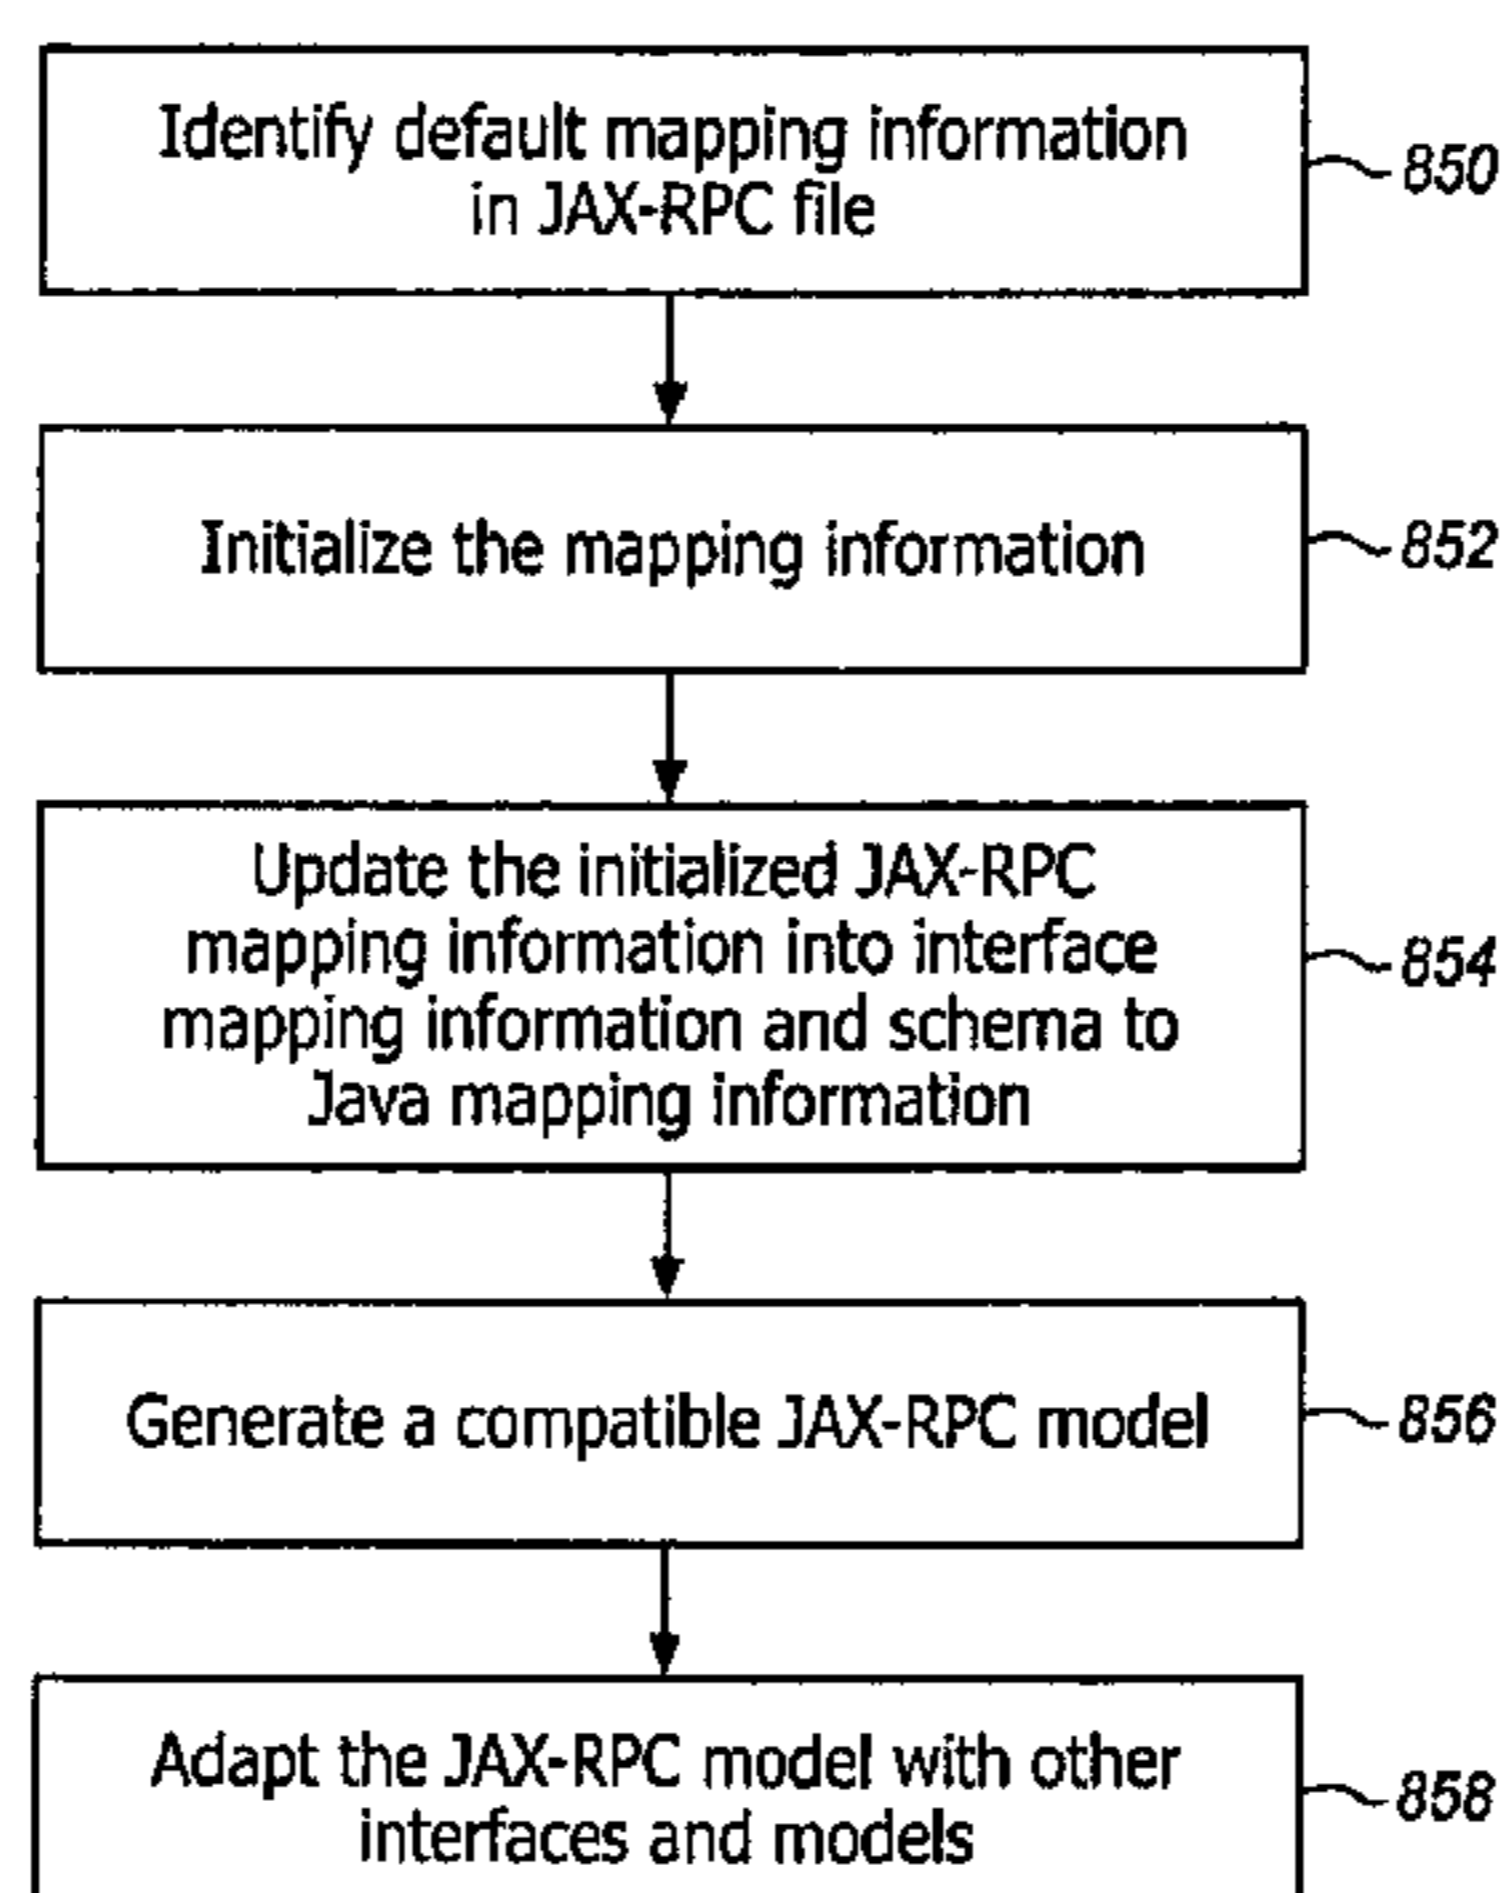 Identify default mapping information
in JAX-RPC file
850
Initialize the mapping information
852
Update the initialized JAX-RPC
mapping information into interface
mapping information and schema to
Java mapping information
854
Generate a compatible JAX-RPC model
856
Adapt the JAX-RPC model with other
interfaces and models
858